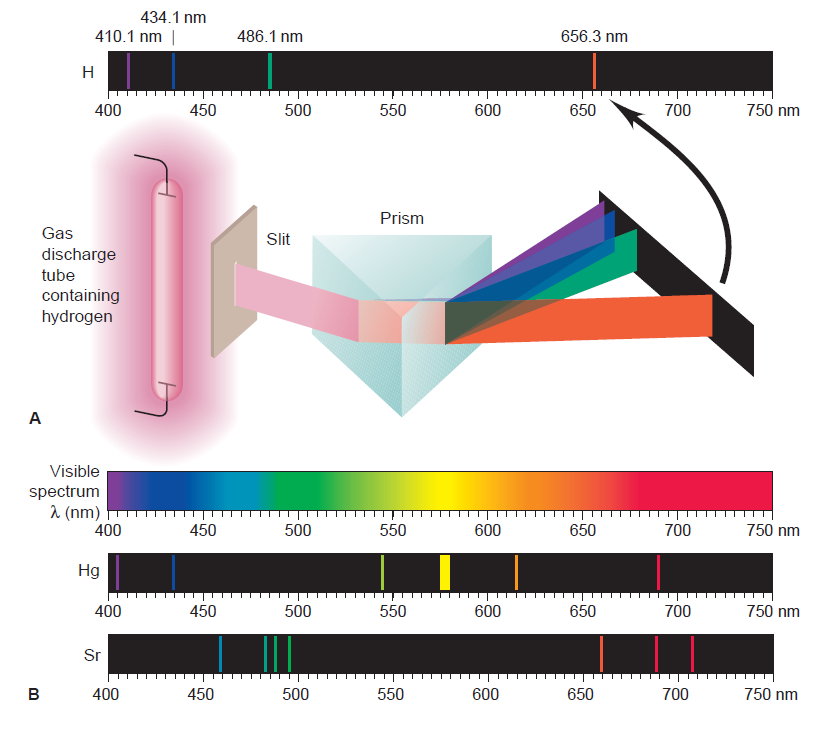 434.1 nm
410.1 nm | 486.1 nm 656.3 nm
H
400 450 500 550 600 650 700 750 nm
Prism
Slit
Gas
discharge
tube
containing
hydrogen
A
Visible
spectrum
λ (nm)
400 450 500 550 600 650 700 750 nm
Hg
400 450 500 550 600 650 700 750 nm
Sr
400 450 500 550 600 650 700 750 nm
B